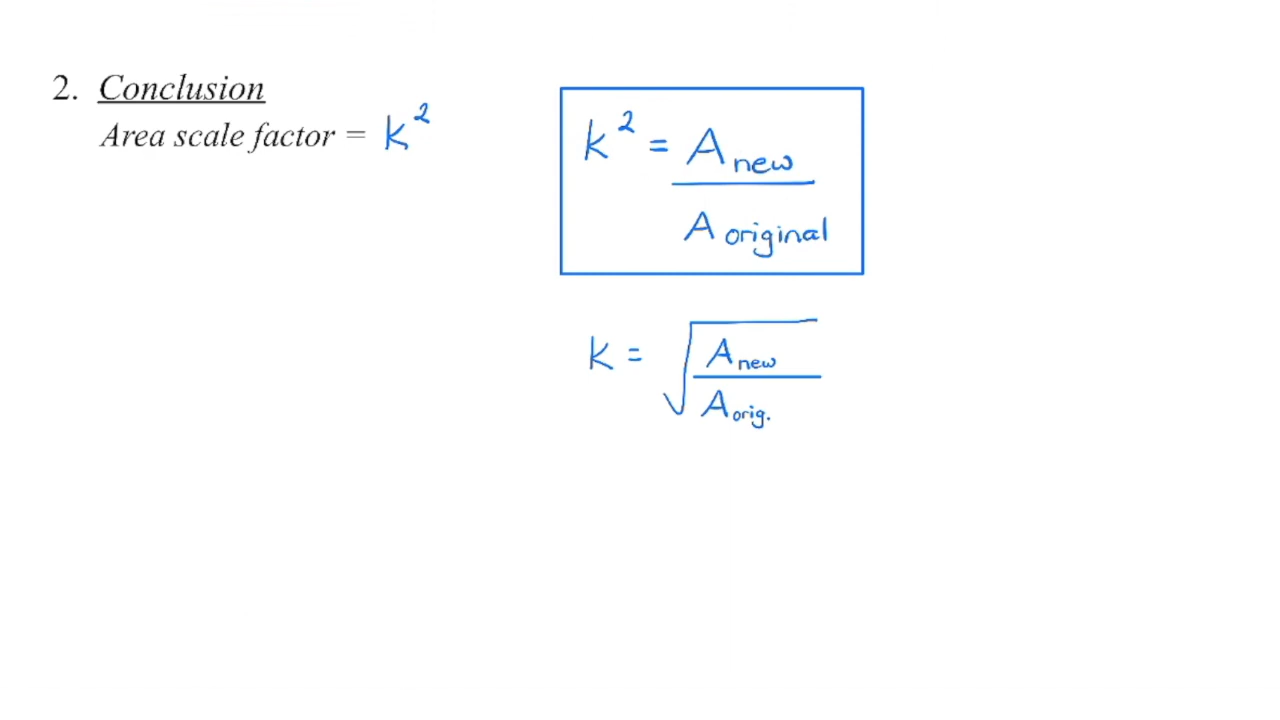 2. Conclusion
Area scale factor = k²
k² = A new / A original
k = √(A new / A orig.)